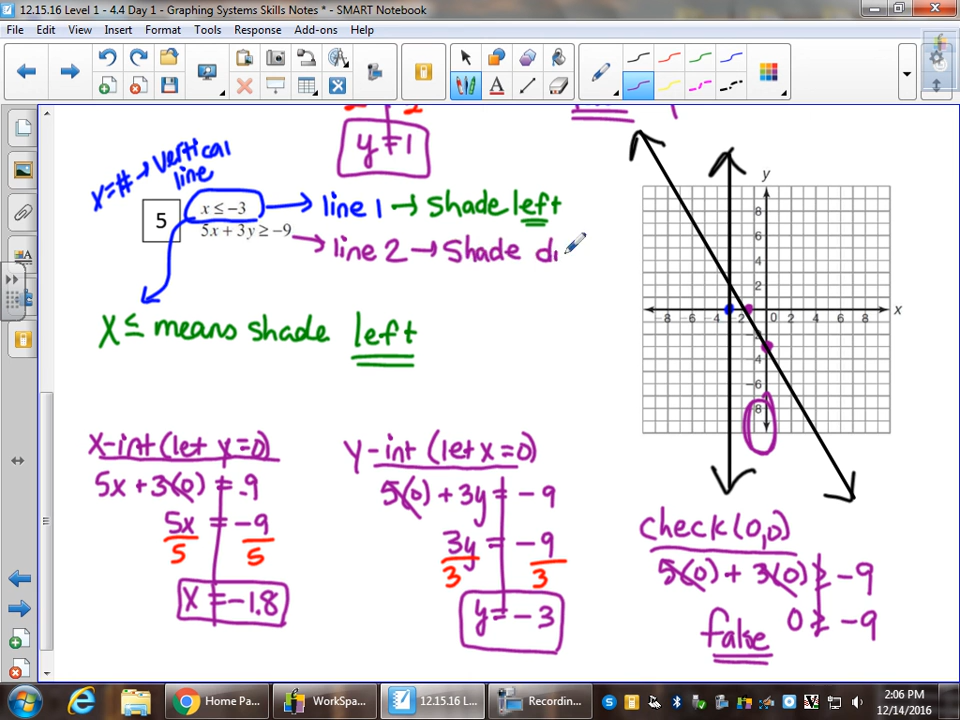 12.15.16 Level 1 - 4.4 Day 1 - Graphing Systems Skills Notes * - SMART Notebook
File Edit View Insert Format Tools Response Add-ons Help
y = 1
x = # → vertical line
5
x ≤ -3 → line 1 → shade left
5x + 3y ≥ -9 → line 2 → shade di
x ≤ means shade left
y
8
6
4
2
-8 -6 -4 -2 0 2 4 6 8 x
-2
-4
-6
-8
x-int (let y=0)
5x + 3(0) = -9
5x = -9
5 5
x = -1.8
y-int (let x=0)
5(0) + 3y = -9
3y = -9
3 3
y = -3
check (0,0)
5(0) + 3(0) ≥ -9
0 ≥ -9
false
Home Pa...
WorkSpa...
12.15.16 L...
Recordin...
2:06 PM
12/14/2016